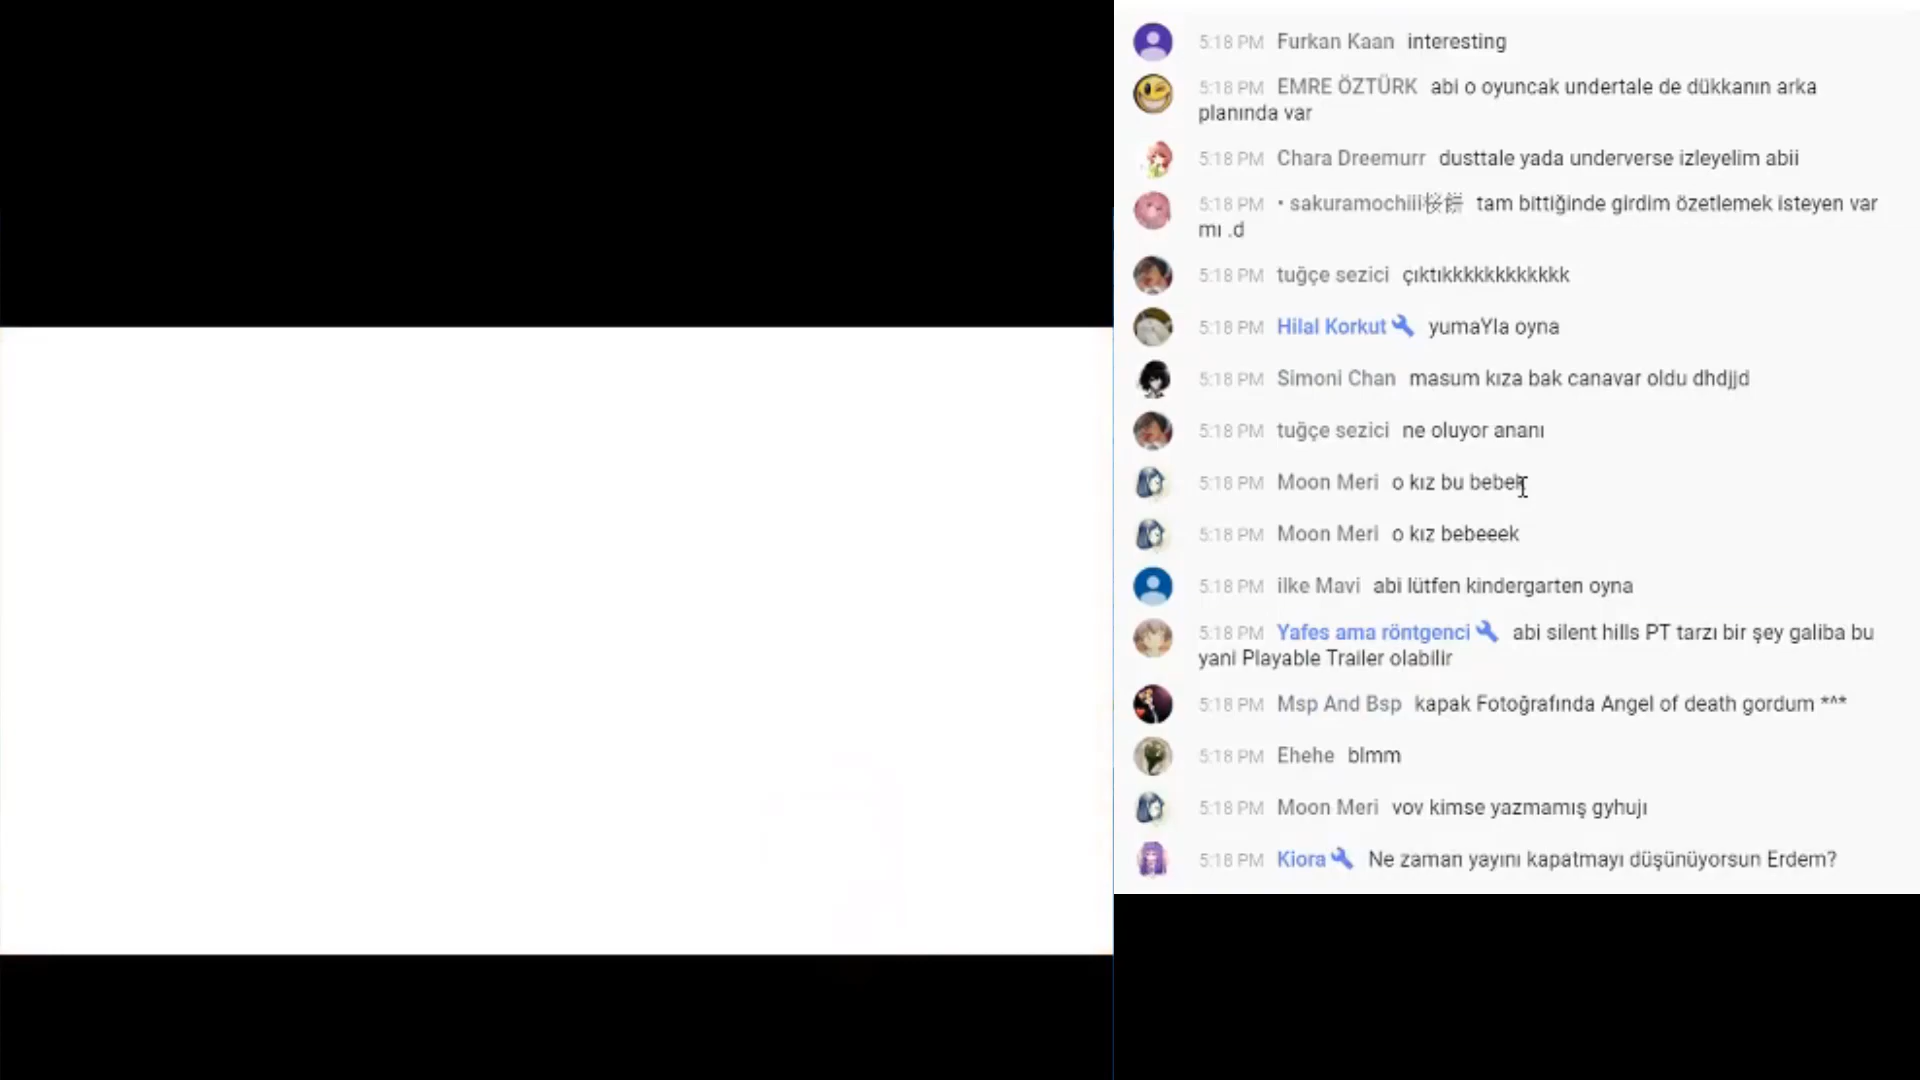 5:18 PM Furkan Kaan interesting
5:18 PM EMRE ÖZTÜRK abi o oyuncak undertale de dükkanın arka
planında var
5:18 PM Chara Dreemurr dusttale yada underverse izleyelim abii
5:18 PM • sakuramochiii桜餅 tam bittiğinde girdim özetlemek isteyen var
mı .d
5:18 PM tuğçe sezici çıktıkkkkkkkkkkkk
5:18 PM Hilal Korkut yumaYla oyna
5:18 PM Simoni Chan masum kıza bak canavar oldu dhdjjd
5:18 PM tuğçe sezici ne oluyor ananı
5:18 PM Moon Meri o kız bu bebek
5:18 PM Moon Meri o kız bebeeek
5:18 PM ilke Mavi abi lütfen kindergarten oyna
5:18 PM Yafes ama röntgenci abi silent hills PT tarzı bir şey galiba bu
yani Playable Trailer olabilir
5:18 PM Msp And Bsp kapak Fotoğrafında Angel of death gordum *^*
5:18 PM Ehehe blmm
5:18 PM Moon Meri vov kimse yazmamış gyhujı
5:18 PM Kiora Ne zaman yayını kapatmayı düşünüyorsun Erdem?